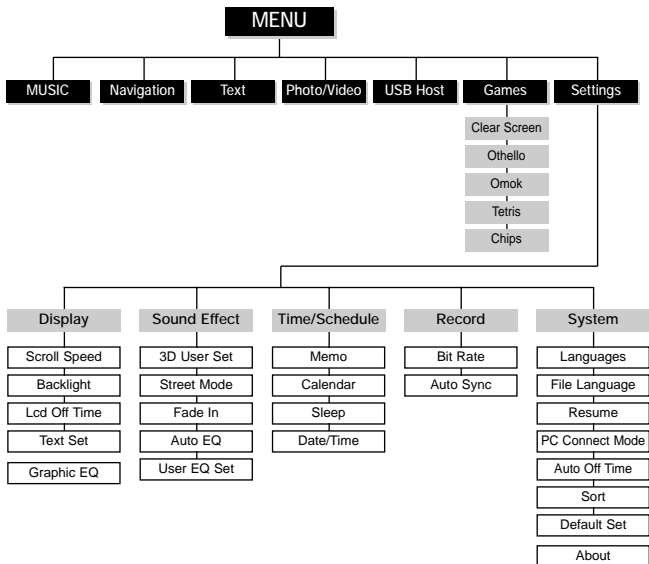 MENU
MUSIC
Navigation
Text
Photo/Video
USB Host
Games
Settings
Clear Screen
Othello
Omok
Tetris
Chips
Display
Scroll Speed
Backlight
Lcd Off Time
Text Set
Graphic EQ
Sound Effect
3D User Set
Street Mode
Fade In
Auto EQ
User EQ Set
Time/Schedule
Memo
Calendar
Sleep
Date/Time
Record
Bit Rate
Auto Sync
System
Languages
File Language
Resume
PC Connect Mode
Auto Off Time
Sort
Default Set
About